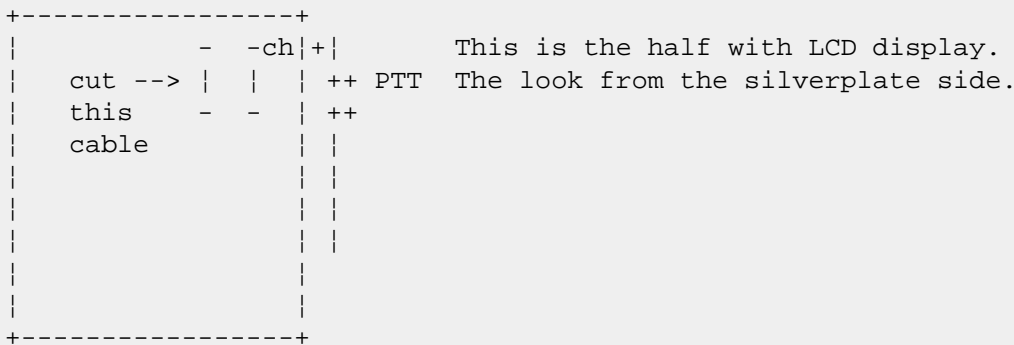 +-----------------+
¦            -  -ch|+¦       This is the half with LCD display.
¦   cut --> ¦  ¦  ¦ ++ PTT  The look from the silverplate side.
¦   this    -  -  ¦ ++
¦   cable         ¦ ¦
¦                 ¦ ¦
¦                 ¦ ¦
¦                 ¦ ¦
¦                 ¦
¦                 ¦
+-----------------+